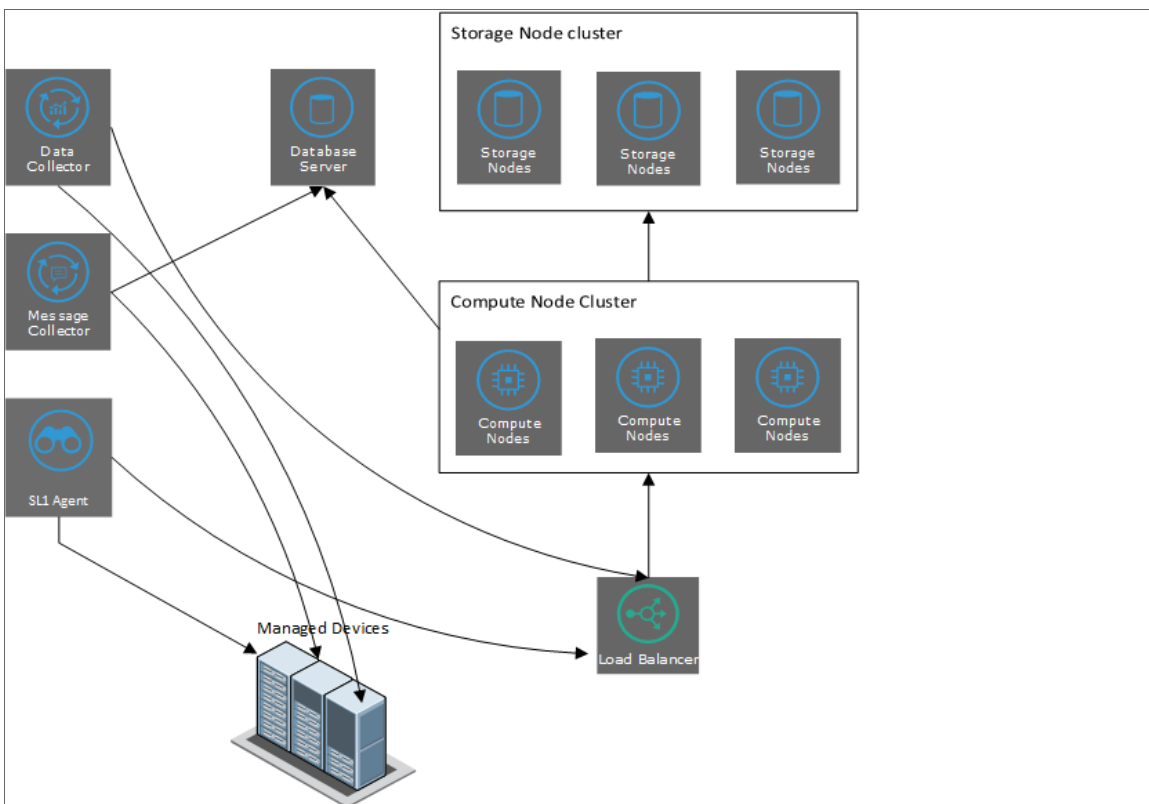 Storage Node cluster
Data
Collector
Database
Server
Storage
Nodes
Storage
Nodes
Storage
Nodes
Message
Collector
Compute Node Cluster
Compute
Nodes
Compute
Nodes
Compute
Nodes
SL1 Agent
Managed Devices
Load Balancer